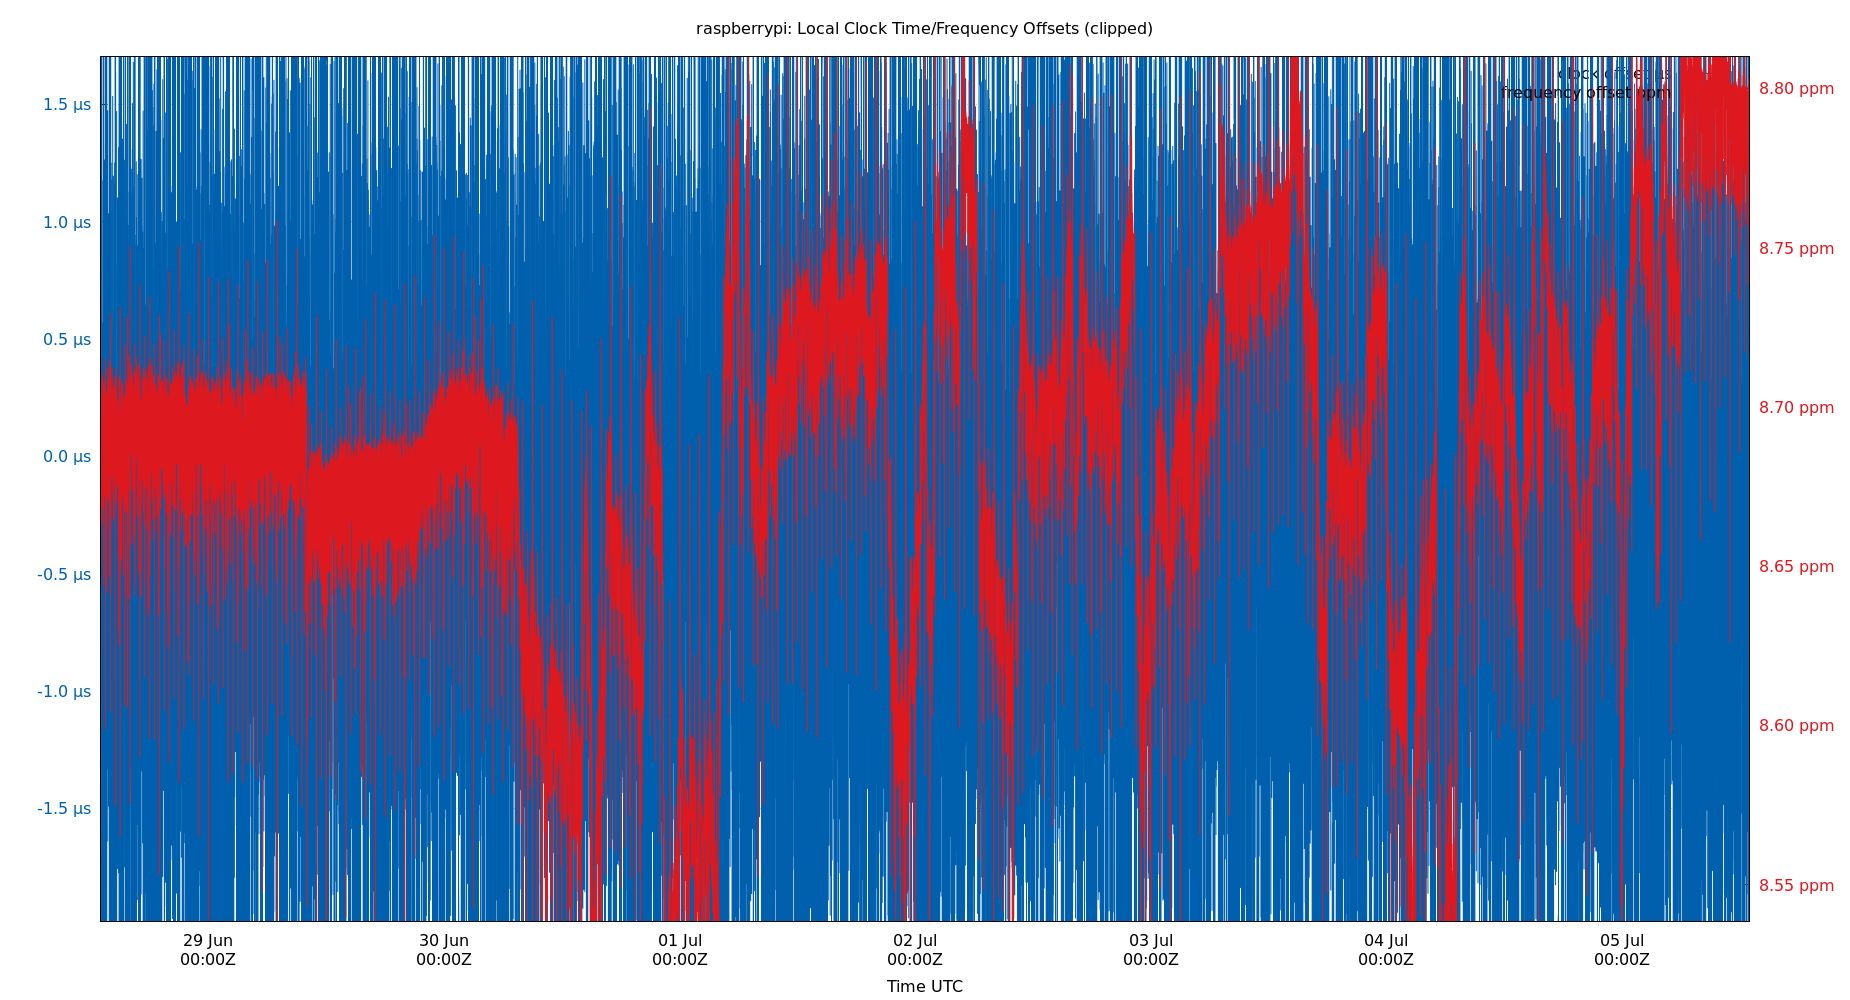 raspberrypi: Local Clock Time/Frequency Offsets (clipped)
clock offset µs
frequency offset ppm
1.5 µs
1.0 µs
0.5 µs
0.0 µs
-0.5 µs
-1.0 µs
-1.5 µs
8.80 ppm
8.75 ppm
8.70 ppm
8.65 ppm
8.60 ppm
8.55 ppm
29 Jun 30 Jun 01 Jul 02 Jul 03 Jul 04 Jul 05 Jul
00:00Z 00:00Z 00:00Z 00:00Z 00:00Z 00:00Z 00:00Z
Time UTC